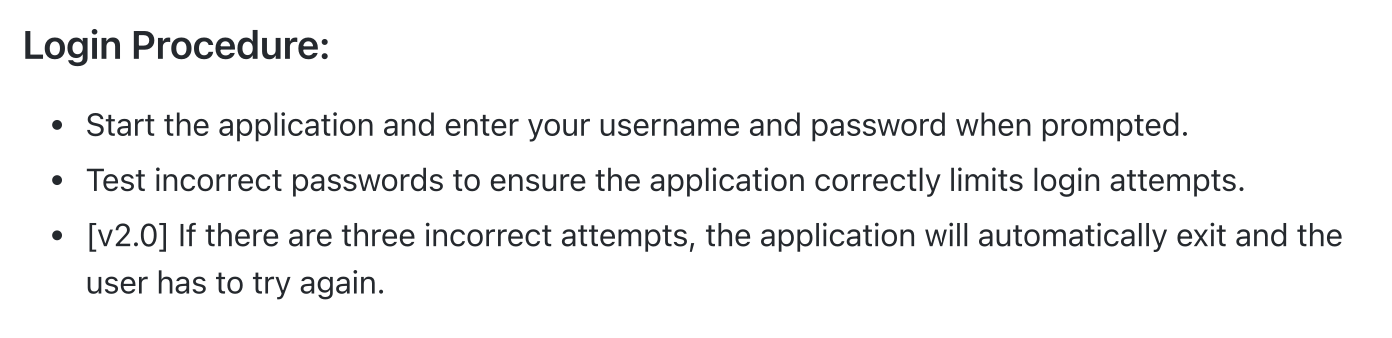 Login Procedure:
• Start the application and enter your username and password when prompted.
• Test incorrect passwords to ensure the application correctly limits login attempts.
• [v2.0] If there are three incorrect attempts, the application will automatically exit and the
user has to try again.